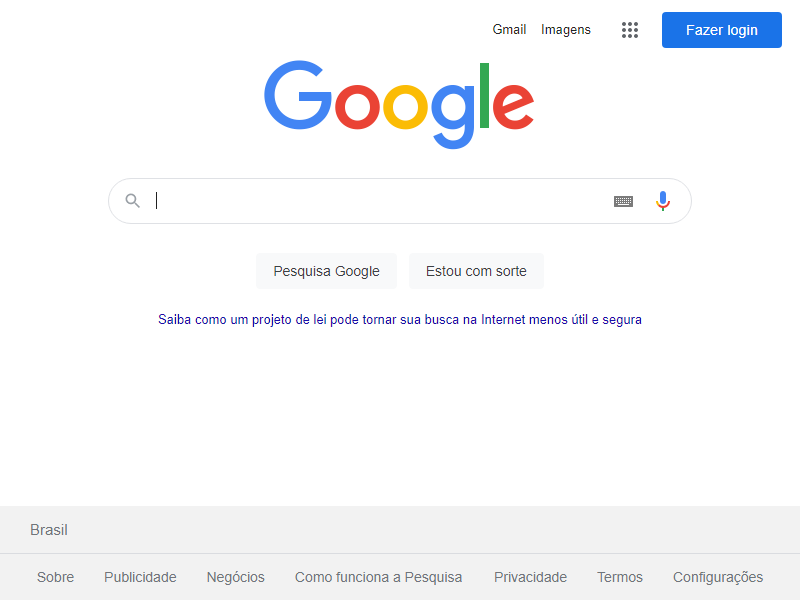 Gmail Imagens Fazer login
Google
Pesquisa Google Estou com sorte
Saiba como um projeto de lei pode tornar sua busca na Internet menos útil e segura
Brasil
Sobre Publicidade Negócios Como funciona a Pesquisa Privacidade Termos Configurações